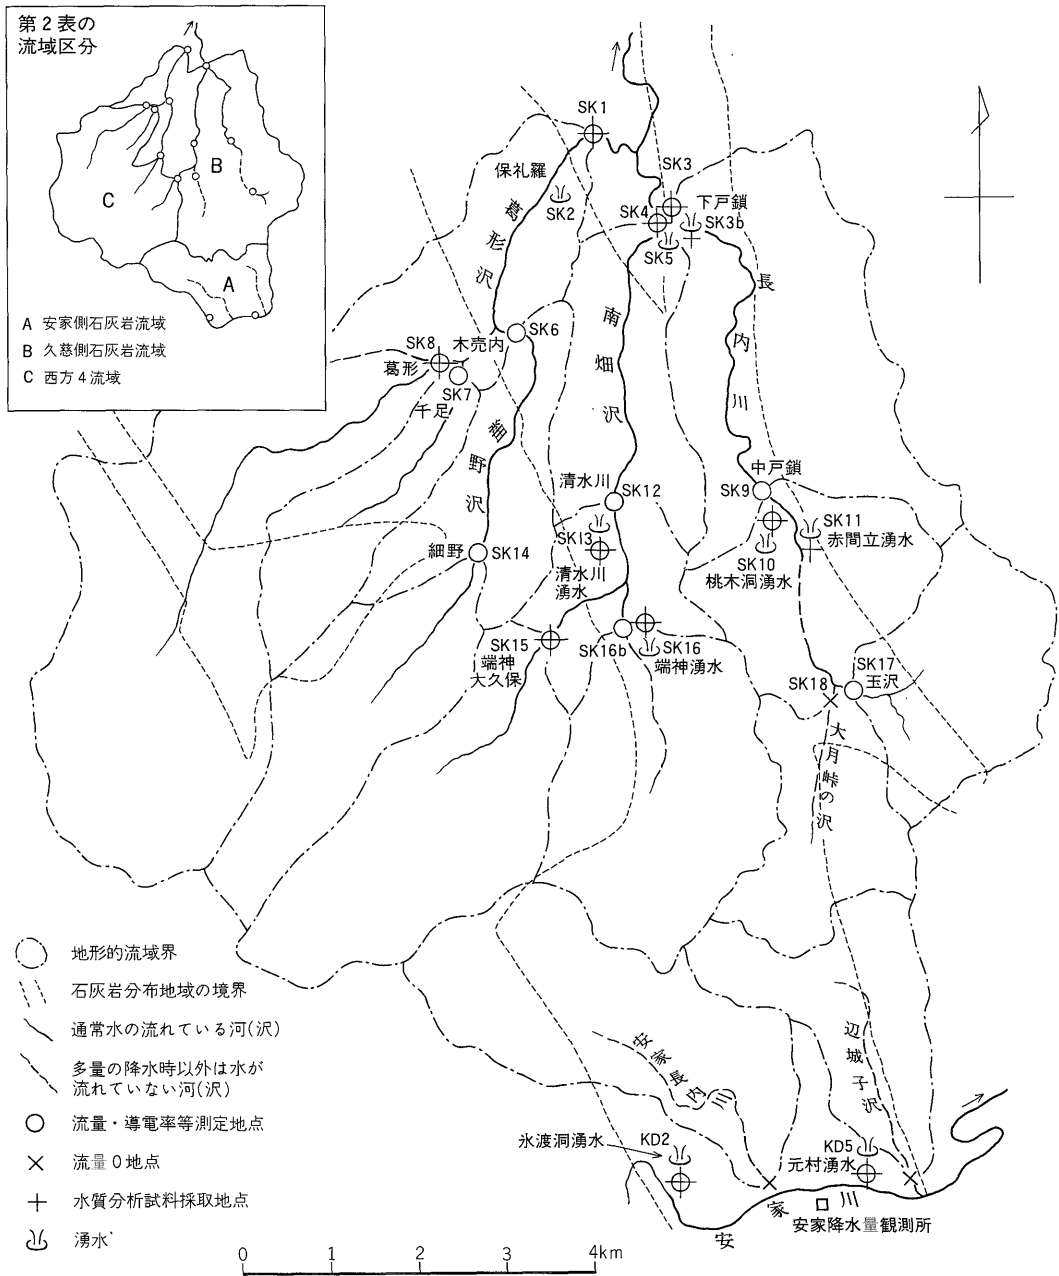 第2表の
流域区分
A
B
C
A 安家側石灰岩流域
B 久慈側石灰岩流域
C 西方4流域
SK1
保礼羅
SK2
葛形沢
SK3
下戸鎖
SK4
SK3b
SK5
長内川
南畑沢
SK6
木売内
SK8
葛形
SK7
千足
細野沢
清水川
SK12
中戸鎖
SK9
SK13
清水川
湧水
SK11
赤間立湧水
SK10
桃木洞湧水
細野
SK14
SK15
端神
大久保
SK16b
SK16
端神湧水
SK17
玉沢
SK18
大月峠の沢
安家長内川
辺城子沢
氷渡洞湧水
KD2
KD5
元村湧水
安家川
安家降水量観測所
地形的流域界
石灰岩分布地域の境界
通常水の流れている河(沢)
多量の降水時以外は水が
流れていない河(沢)
流量・導電率等測定地点
流量0地点
水質分析試料採取地点
湧水
0 1 2 3 4km